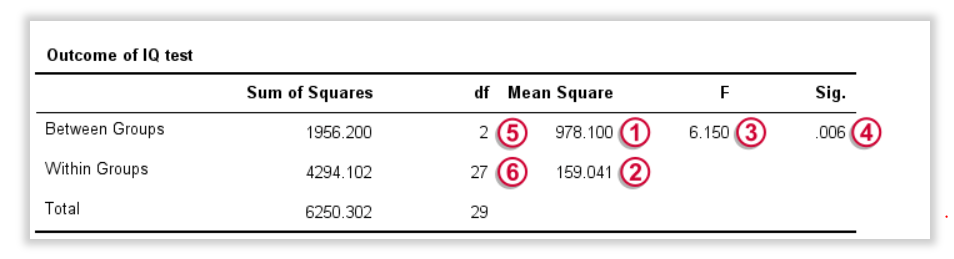 Outcome of IQ test
Sum of Squares df Mean Square F Sig.
Between Groups 1956.200 2 5 978.100 1 6.150 3 .006 4
Within Groups 4294.102 27 6 159.041 2
Total 6250.302 29